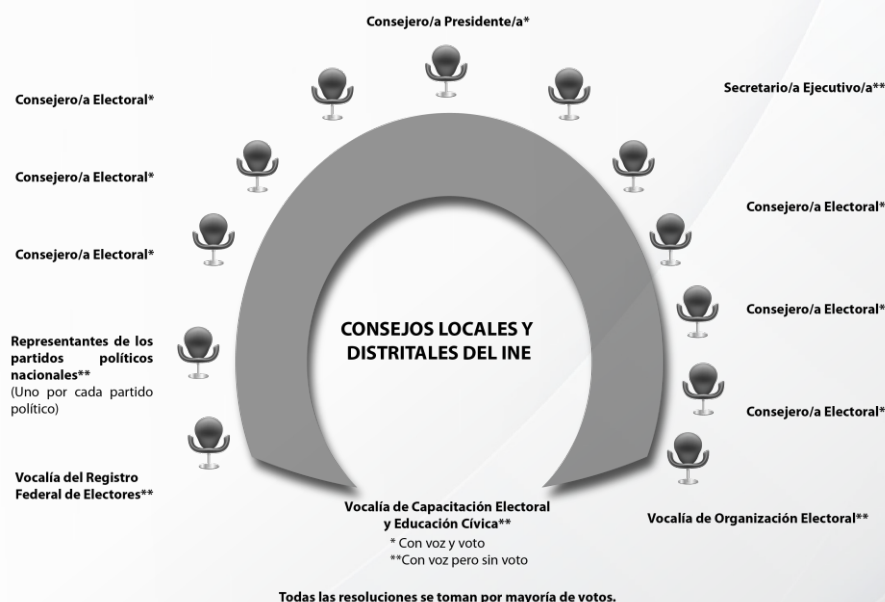 Consejero/a Presidente/a*
Consejero/a Electoral*
Secretario/a Ejecutivo/a**
Consejero/a Electoral*
Consejero/a Electoral*
Consejero/a Electoral*
Consejero/a Electoral*
CONSEJOS LOCALES Y
DISTRITALES DEL INE
Representantes de los
partidos políticos
nacionales**
(Uno por cada partido
político)
Consejero/a Electoral*
Vocalía del Registro
Federal de Electores**
Vocalía de Capacitación Electoral
y Educación Cívica**
Vocalía de Organización Electoral**
* Con voz y voto
**Con voz pero sin voto
Todas las resoluciones se toman por mayoría de votos.